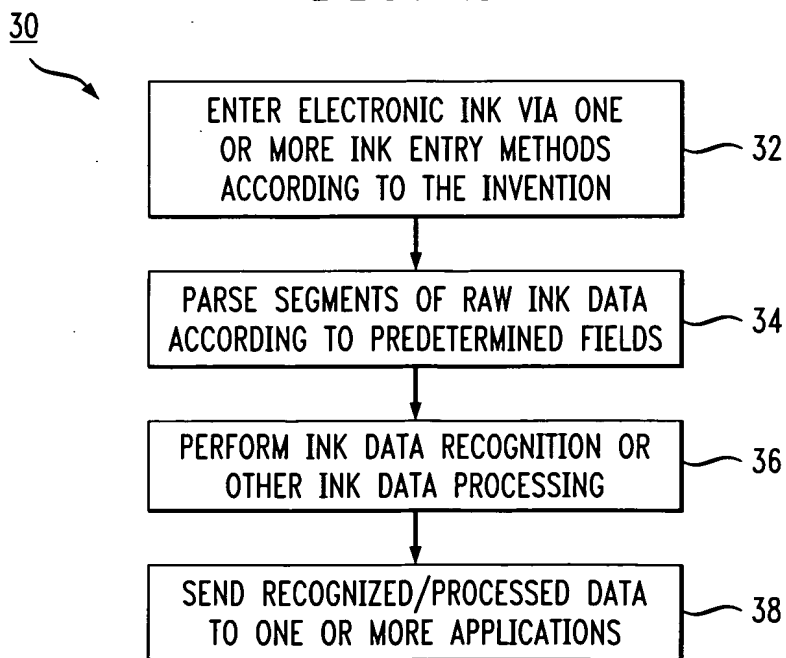 30
ENTER ELECTRONIC INK VIA ONE
OR MORE INK ENTRY METHODS
ACCORDING TO THE INVENTION
32
PARSE SEGMENTS OF RAW INK DATA
ACCORDING TO PREDETERMINED FIELDS
34
PERFORM INK DATA RECOGNITION OR
OTHER INK DATA PROCESSING
36
SEND RECOGNIZED/PROCESSED DATA
TO ONE OR MORE APPLICATIONS
38